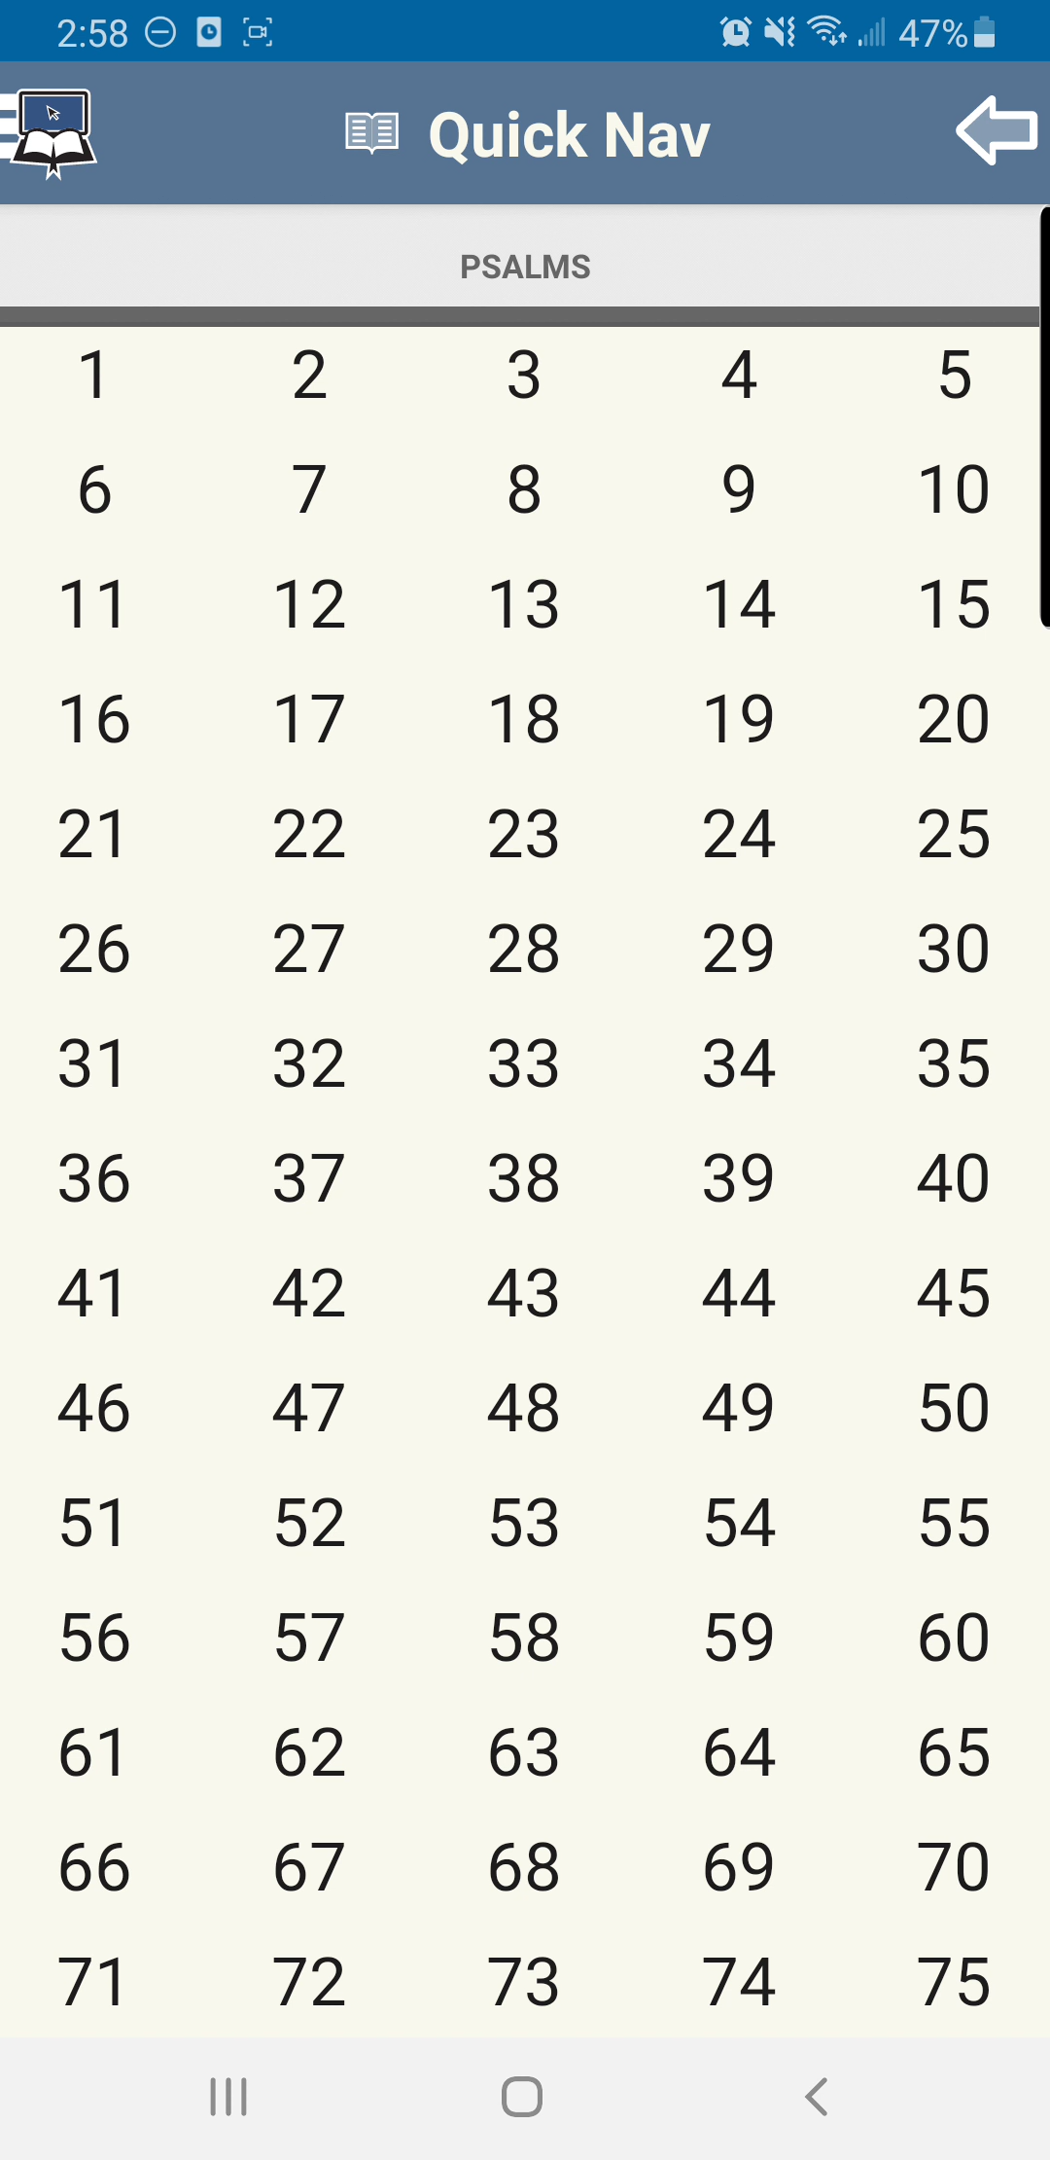 2:58 47%
Quick Nav
PSALMS
1 2 3 4 5
6 7 8 9 10
11 12 13 14 15
16 17 18 19 20
21 22 23 24 25
26 27 28 29 30
31 32 33 34 35
36 37 38 39 40
41 42 43 44 45
46 47 48 49 50
51 52 53 54 55
56 57 58 59 60
61 62 63 64 65
66 67 68 69 70
71 72 73 74 75